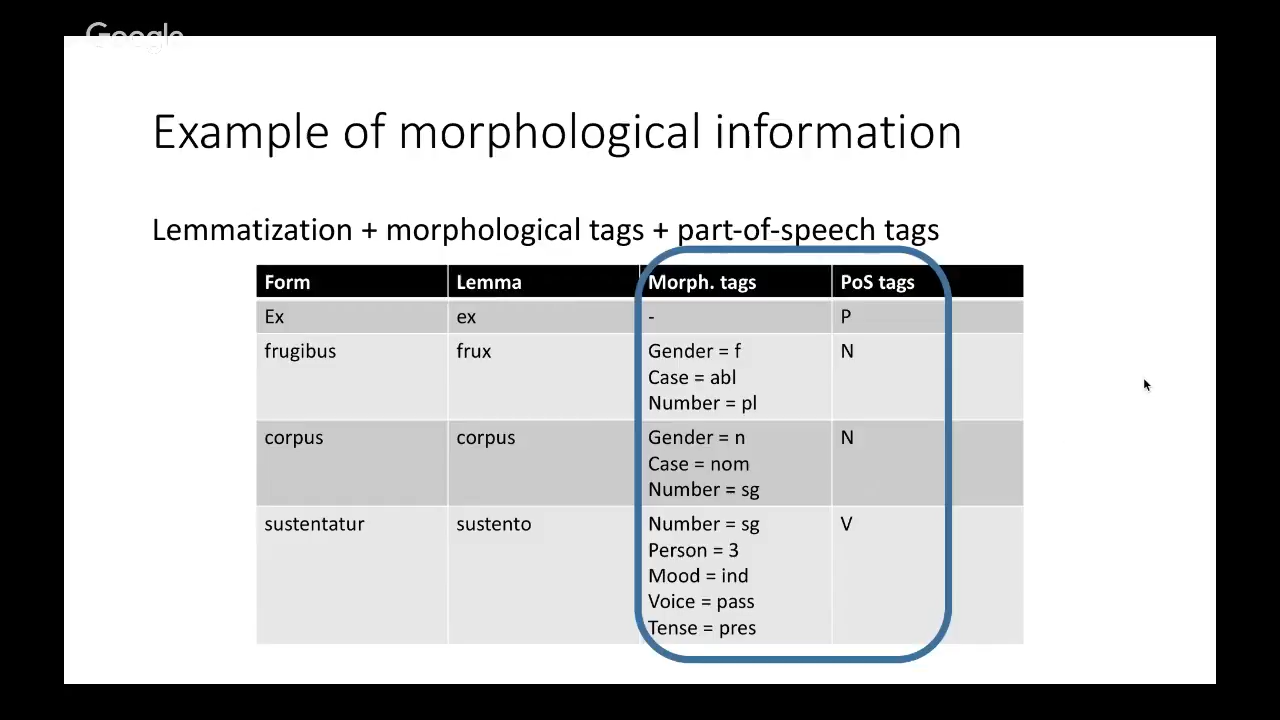 Google
Example of morphological information
Lemmatization + morphological tags + part-of-speech tags
Form Lemma Morph. tags PoS tags
Ex ex - P
frugibus frux Gender = f N
Case = abl
Number = pl
corpus corpus Gender = n N
Case = nom
Number = sg
sustentatur sustento Number = sg V
Person = 3
Mood = ind
Voice = pass
Tense = pres